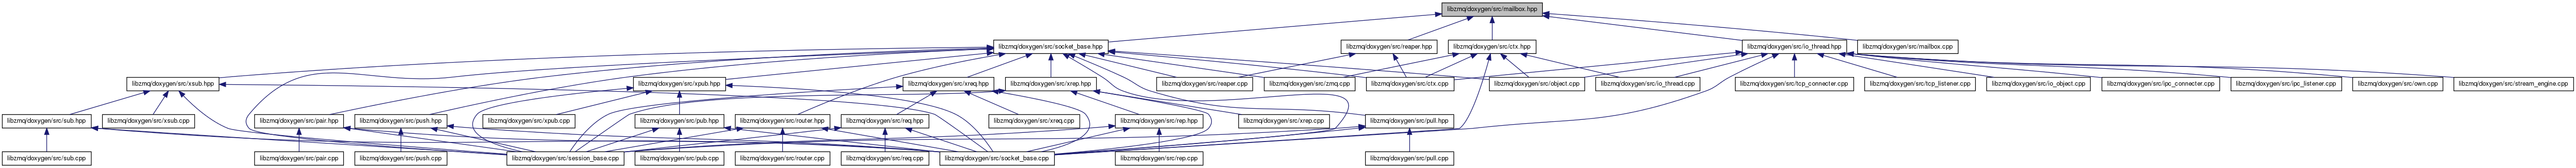 libzmq/doxygen/src/mailbox.hpp
libzmq/doxygen/src/socket_base.hpp
libzmq/doxygen/src/reaper.hpp
libzmq/doxygen/src/ctx.hpp
libzmq/doxygen/src/io_thread.hpp
libzmq/doxygen/src/mailbox.cpp
libzmq/doxygen/src/xsub.hpp
libzmq/doxygen/src/xpub.hpp
libzmq/doxygen/src/xreq.hpp
libzmq/doxygen/src/xrep.hpp
libzmq/doxygen/src/reaper.cpp
libzmq/doxygen/src/zmq.cpp
libzmq/doxygen/src/ctx.cpp
libzmq/doxygen/src/object.cpp
libzmq/doxygen/src/io_thread.cpp
libzmq/doxygen/src/tcp_connecter.cpp
libzmq/doxygen/src/tcp_listener.cpp
libzmq/doxygen/src/io_object.cpp
libzmq/doxygen/src/ipc_connecter.cpp
libzmq/doxygen/src/ipc_listener.cpp
libzmq/doxygen/src/own.cpp
libzmq/doxygen/src/stream_engine.cpp
libzmq/doxygen/src/sub.hpp
libzmq/doxygen/src/xsub.cpp
libzmq/doxygen/src/pair.hpp
libzmq/doxygen/src/push.hpp
libzmq/doxygen/src/xpub.cpp
libzmq/doxygen/src/pub.hpp
libzmq/doxygen/src/router.hpp
libzmq/doxygen/src/req.hpp
libzmq/doxygen/src/xreq.cpp
libzmq/doxygen/src/rep.hpp
libzmq/doxygen/src/xrep.cpp
libzmq/doxygen/src/pull.hpp
libzmq/doxygen/src/sub.cpp
libzmq/doxygen/src/pair.cpp
libzmq/doxygen/src/push.cpp
libzmq/doxygen/src/session_base.cpp
libzmq/doxygen/src/pub.cpp
libzmq/doxygen/src/router.cpp
libzmq/doxygen/src/req.cpp
libzmq/doxygen/src/socket_base.cpp
libzmq/doxygen/src/rep.cpp
libzmq/doxygen/src/pull.cpp